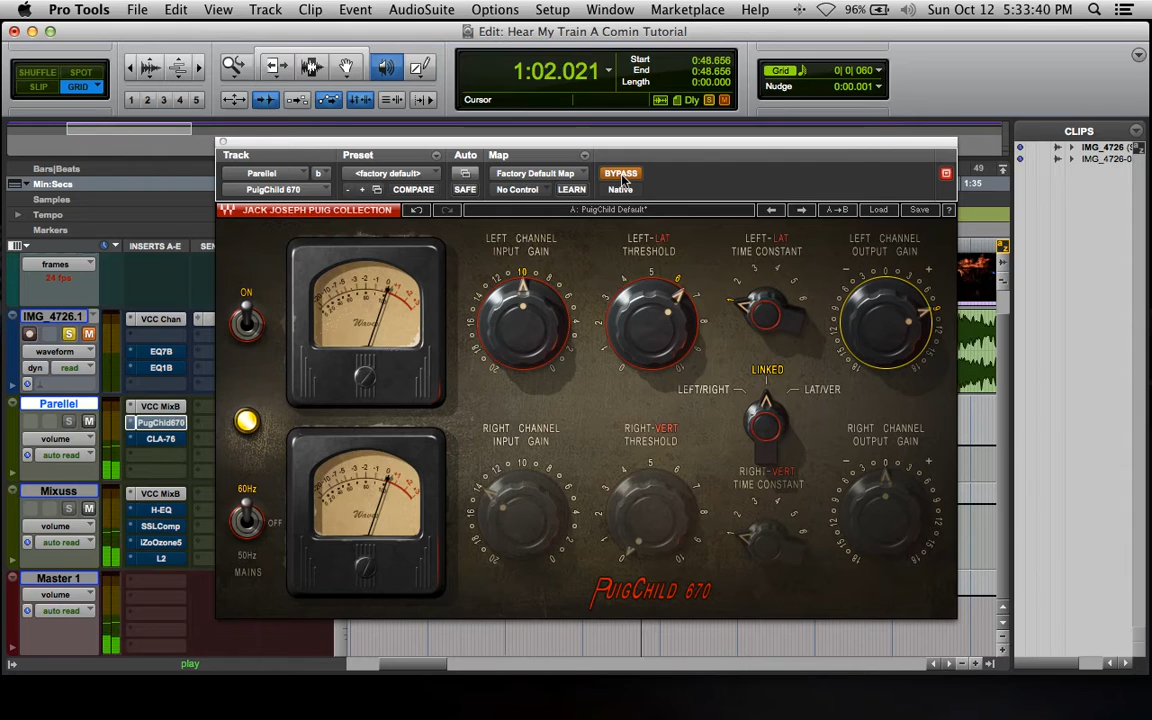 Pro Tools File Edit View Track Clip Event AudioSuite Options Setup Window Marketplace Help 96% Sun Oct 12 5:33:40 PM
Edit: Hear My Train A Comin Tutorial
SHUFFLE SPOT
SLIP GRID
1 2 3 4 5
1:02.021
Start 0:48.656
End 0:48.656
Length 0:00.000
Cursor Dly S M
Grid 0| 0| 060
Nudge 0:00.001
CLIPS
IMG_4726
IMG_4726-0
Bars|Beats
Min:Secs
Samples
Tempo
Markers
49
1:35
INSERTS A-E SEN
Track Preset Auto Map
Parellel b <factory default> Factory Default Map BYPASS
PuigChild 670 - + COMPARE SAFE No Control LEARN Native
JACK JOSEPH PUIG COLLECTION A: PuigChild Default* A→B Load Save ?
ON
LEFT CHANNEL INPUT GAIN
LEFT-LAT THRESHOLD
LEFT-LAT TIME CONSTANT
LEFT CHANNEL OUTPUT GAIN
LINKED
LEFT/RIGHT LAT/VER
60Hz
OFF
50Hz
MAINS
RIGHT CHANNEL INPUT GAIN
RIGHT-VERT THRESHOLD
RIGHT-VERT TIME CONSTANT
RIGHT CHANNEL OUTPUT GAIN
PUIGCHILD 670
frames
24 fps
IMG_4726.1
S M
waveform
dyn read
VCC Chan
EQ7B
EQ1B
Parellel
S M
volume
auto read
VCC MixB
PugChld670
CLA-76
Mixuss
S M
volume
auto read
VCC MixB
H-EQ
SSLComp
iZoOzone5
L2
Master 1
volume
auto read
play